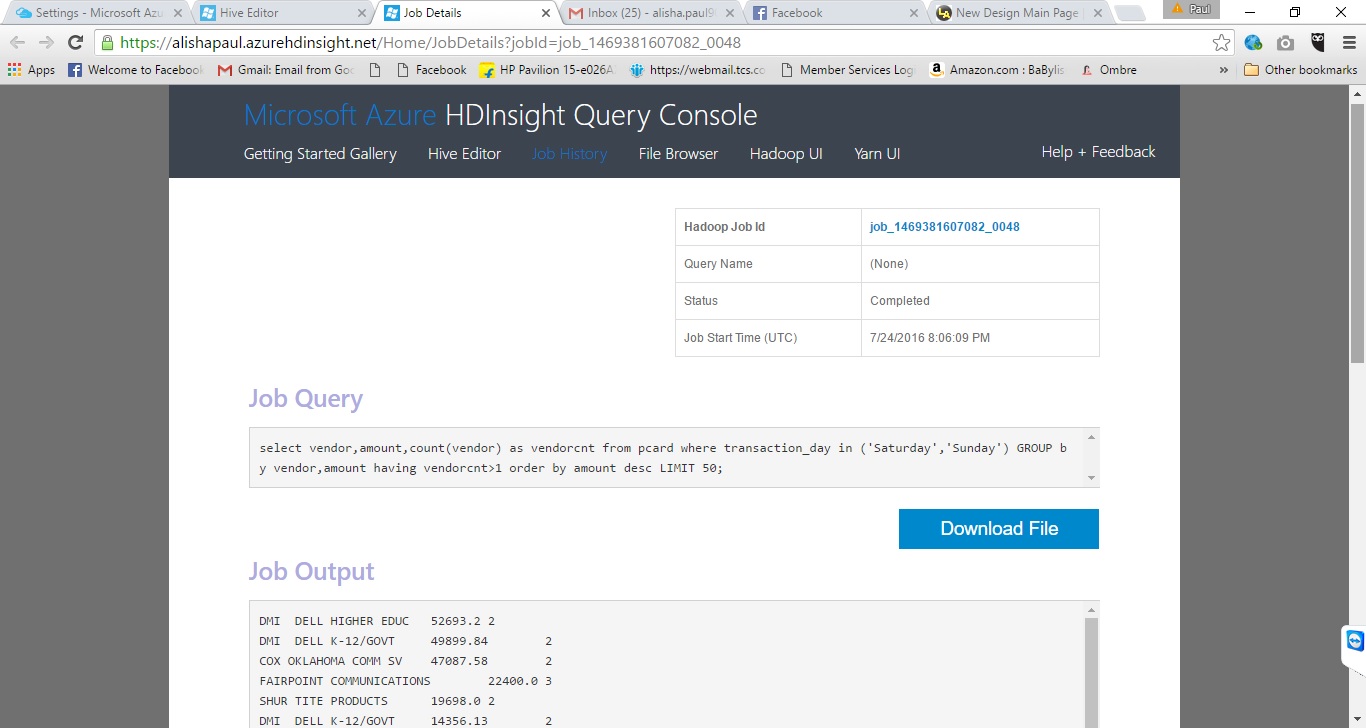 Settings - Microsoft Azu
Hive Editor
Job Details
Inbox (25) - alisha.paul9
Facebook
New Design Main Page
Paul
https://alishapaul.azurehdinsight.net/Home/JobDetails?jobId=job_1469381607082_0048
Apps
Welcome to Facebook
Gmail: Email from Goo
Facebook
HP Pavilion 15-e026A
https://webmail.tcs.co
Member Services Log
Amazon.com : BaBylis
Ombre
»
Other bookmarks
Microsoft Azure HDInsight Query Console
Getting Started Gallery
Hive Editor
Job History
File Browser
Hadoop UI
Yarn UI
Help + Feedback
Hadoop Job Id job_1469381607082_0048
Query Name (None)
Status Completed
Job Start Time (UTC) 7/24/2016 8:06:09 PM
Job Query
select vendor,amount,count(vendor) as vendorcnt from pcard where transaction_day in ('Saturday','Sunday') GROUP b
y vendor,amount having vendorcnt>1 order by amount desc LIMIT 50;
Download File
Job Output
DMI DELL HIGHER EDUC 52693.2 2
DMI DELL K-12/GOVT 49899.84 2
COX OKLAHOMA COMM SV 47087.58 2
FAIRPOINT COMMUNICATIONS 22400.0 3
SHUR TITE PRODUCTS 19698.0 2
DMI DELL K-12/GOVT 14356.13 2